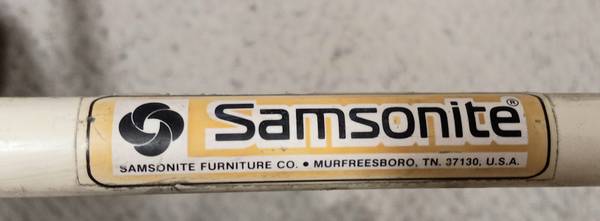 Samsonite®
SAMSONITE FURNITURE CO. • MURFREESBORO, TN. 37130, U.S.A.